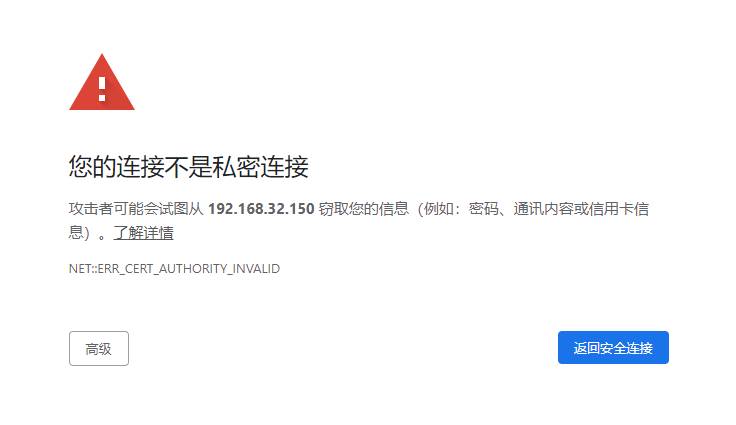 您的连接不是私密连接
攻击者可能会试图从 192.168.32.150 窃取您的信息（例如：密码、通讯内容或信用卡信
息）。了解详情
NET::ERR_CERT_AUTHORITY_INVALID
高级
返回安全连接